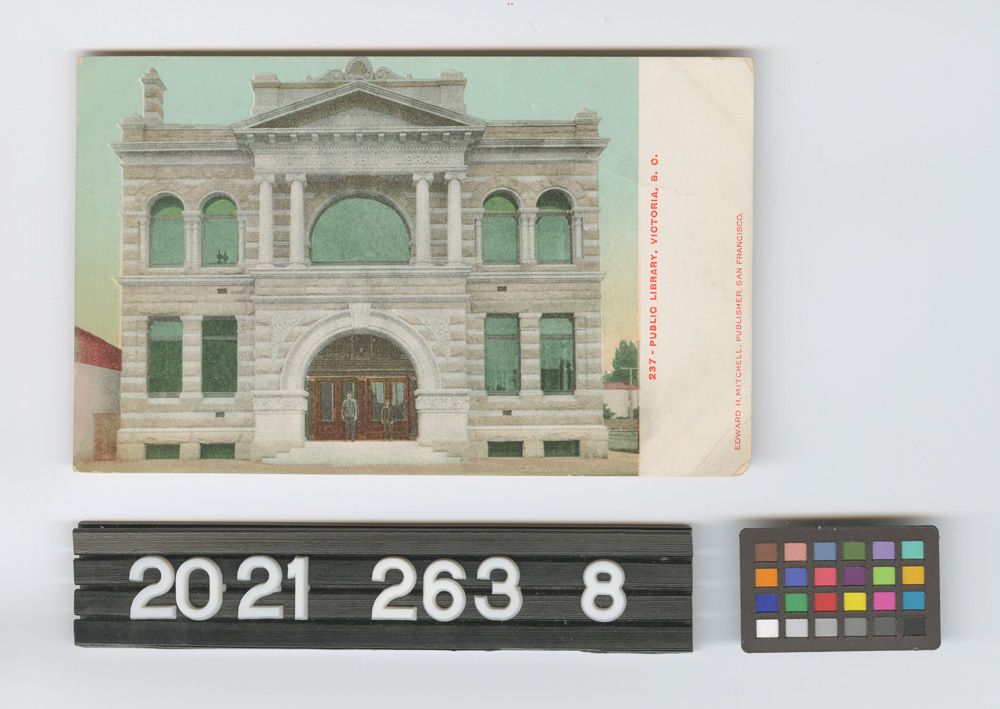 VICTORIA PUBLIC LIBRARY
237 - PUBLIC LIBRARY, VICTORIA, B. C.
EDWARD H. MITCHELL, PUBLISHER, SAN FRANCISCO.
2021 263 8